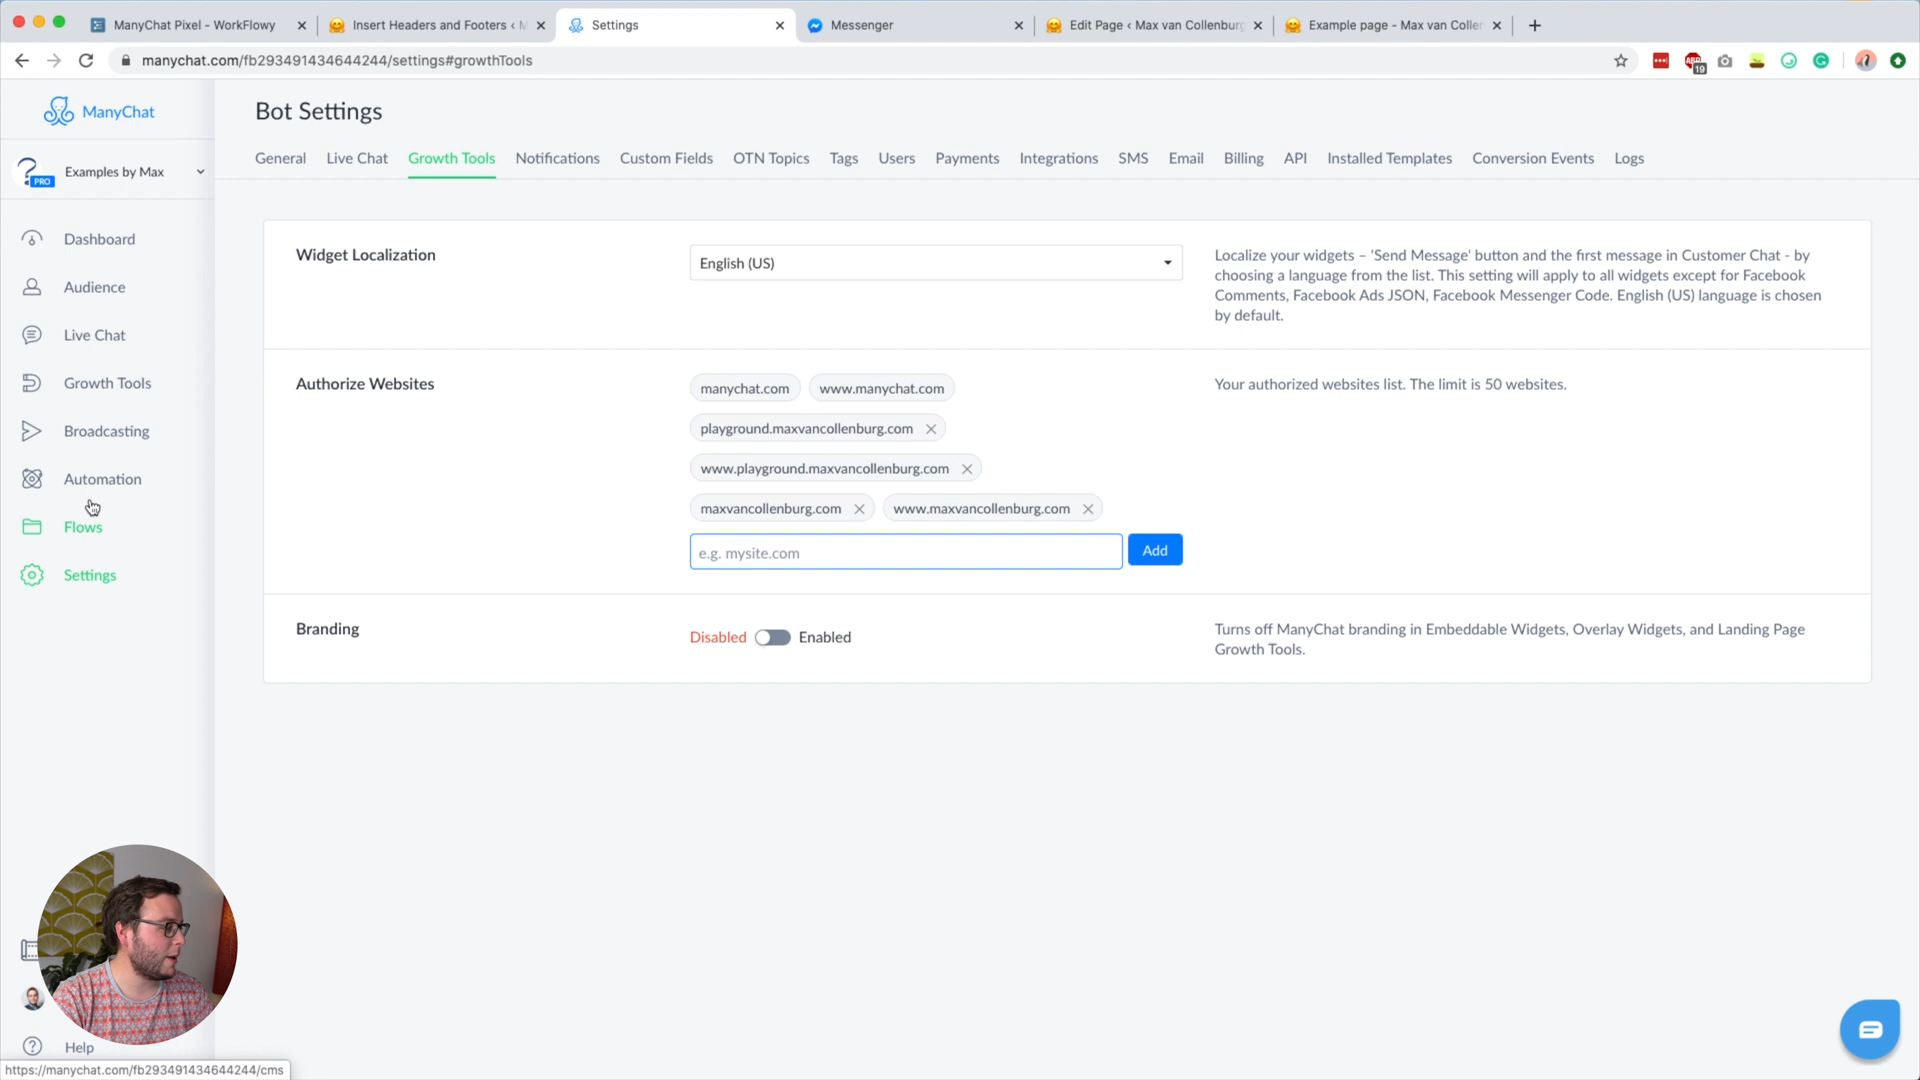 ManyChat Pixel - WorkFlowy
Insert Headers and Footers ‹ M
Settings
Messenger
Edit Page ‹ Max van Collenburg
Example page - Max van Coller
manychat.com/fb293491434644244/settings#growthTools
19
ManyChat
Bot Settings
General
Live Chat
Growth Tools
Notifications
Custom Fields
OTN Topics
Tags
Users
Payments
Integrations
SMS
Email
Billing
API
Installed Templates
Conversion Events
Logs
PRO
Examples by Max
Dashboard
Audience
Live Chat
Growth Tools
Broadcasting
Automation
Flows
Settings
Help
Widget Localization
English (US)
Localize your widgets – 'Send Message' button and the first message in Customer Chat - by
choosing a language from the list. This setting will apply to all widgets except for Facebook
Comments, Facebook Ads JSON, Facebook Messenger Code. English (US) language is chosen
by default.
Authorize Websites
manychat.com
www.manychat.com
playground.maxvancollenburg.com
www.playground.maxvancollenburg.com
maxvancollenburg.com
www.maxvancollenburg.com
e.g. mysite.com
Add
Your authorized websites list. The limit is 50 websites.
Branding
Disabled
Enabled
Turns off ManyChat branding in Embeddable Widgets, Overlay Widgets, and Landing Page
Growth Tools.
https://manychat.com/fb293491434644244/cms